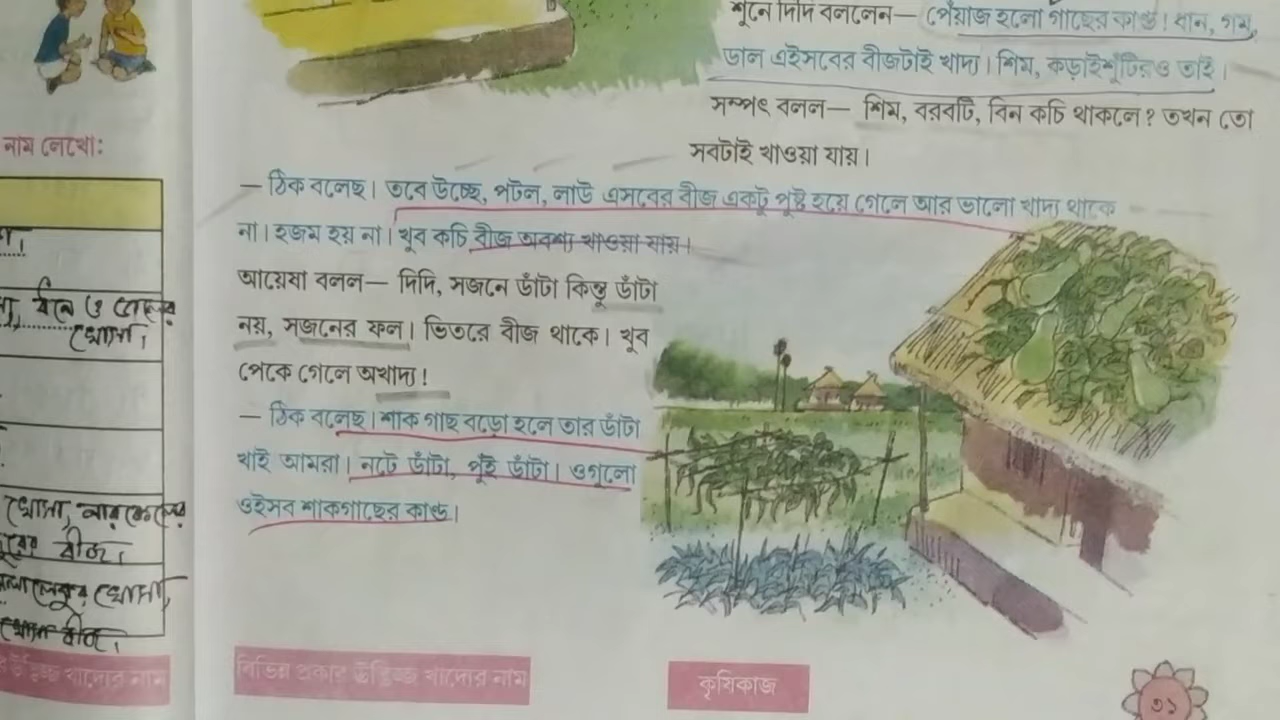 শুনে দিদি বললেন— পেঁয়াজ হলো গাছের কাণ্ড! ধান, গম,
ডাল এইসবের বীজটাই খাদ্য। শিম, কড়াইশুঁটিরও তাই।
সম্পৎ বলল— শিম, বরবটি, বিন কচি থাকলে? তখন তো
সবটাই খাওয়া যায়।
— ঠিক বলেছ। তবে উচ্ছে, পটল, লাউ এসবের বীজ একটু পুষ্ট হয়ে গেলে আর ভালো খাদ্য থাকে
না। হজম হয় না। খুব কচি বীজ অবশ্য খাওয়া যায়।
আয়েষা বলল— দিদি, সজনে ডাঁটা কিন্তু ডাঁটা
নয়, সজনের ফল। ভিতরে বীজ থাকে। খুব
পেকে গেলে অখাদ্য!
— ঠিক বলেছ। শাক গাছ বড়ো হলে তার ডাঁটা
খাই আমরা। নটে ডাঁটা, পুঁই ডাঁটা। ওগুলো
ওইসব শাকগাছের কাণ্ড।
নাম লেখো:
খোসা।
খোসা, নারকেলের
বীজ।
খোসা,
বীজ।
উদ্ভিজ্জ খাদ্যের নাম
বিভিন্ন প্রকার উদ্ভিজ্জ খাদ্যের নাম
কৃষিকাজ
৩১